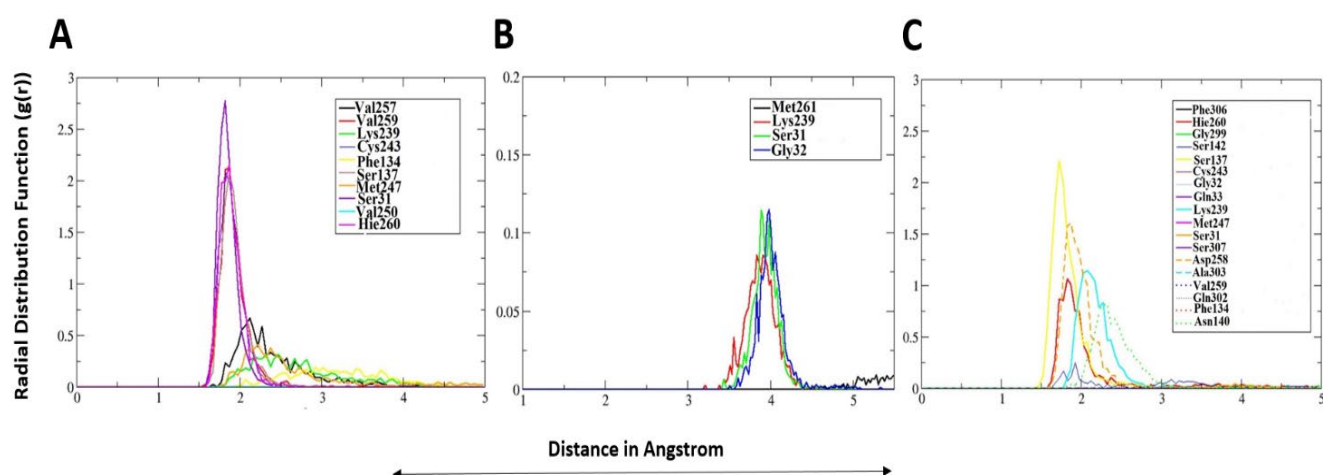 A
B
C
Radial Distribution Function (g(r))
3
2.5
2
1.5
1
0.5
0
0
1
2
3
4
5
Val257
Val259
Lys239
Cys243
Phe134
Ser137
Met247
Ser31
Val250
Hie260
0.2
0.15
0.1
0.05
0
1
2
3
4
5
Met261
Lys239
Ser31
Gly32
3
2.5
2
1.5
1
0.5
0
0
1
2
3
4
5
Phe306
Hie260
Gly299
Ser142
Ser137
Cys243
Gly32
Gln33
Lys239
Met247
Ser31
Ser307
Asp258
Ala303
Val259
Gln302
Phe134
Asn140
Distance in Angstrom